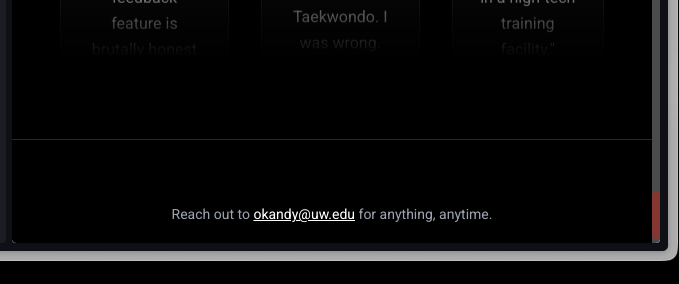 feedback
feature is
brutally honest
Taekwondo. I
was wrong.
in a high-tech
training
facility"
Reach out to okandy@uw.edu for anything, anytime.